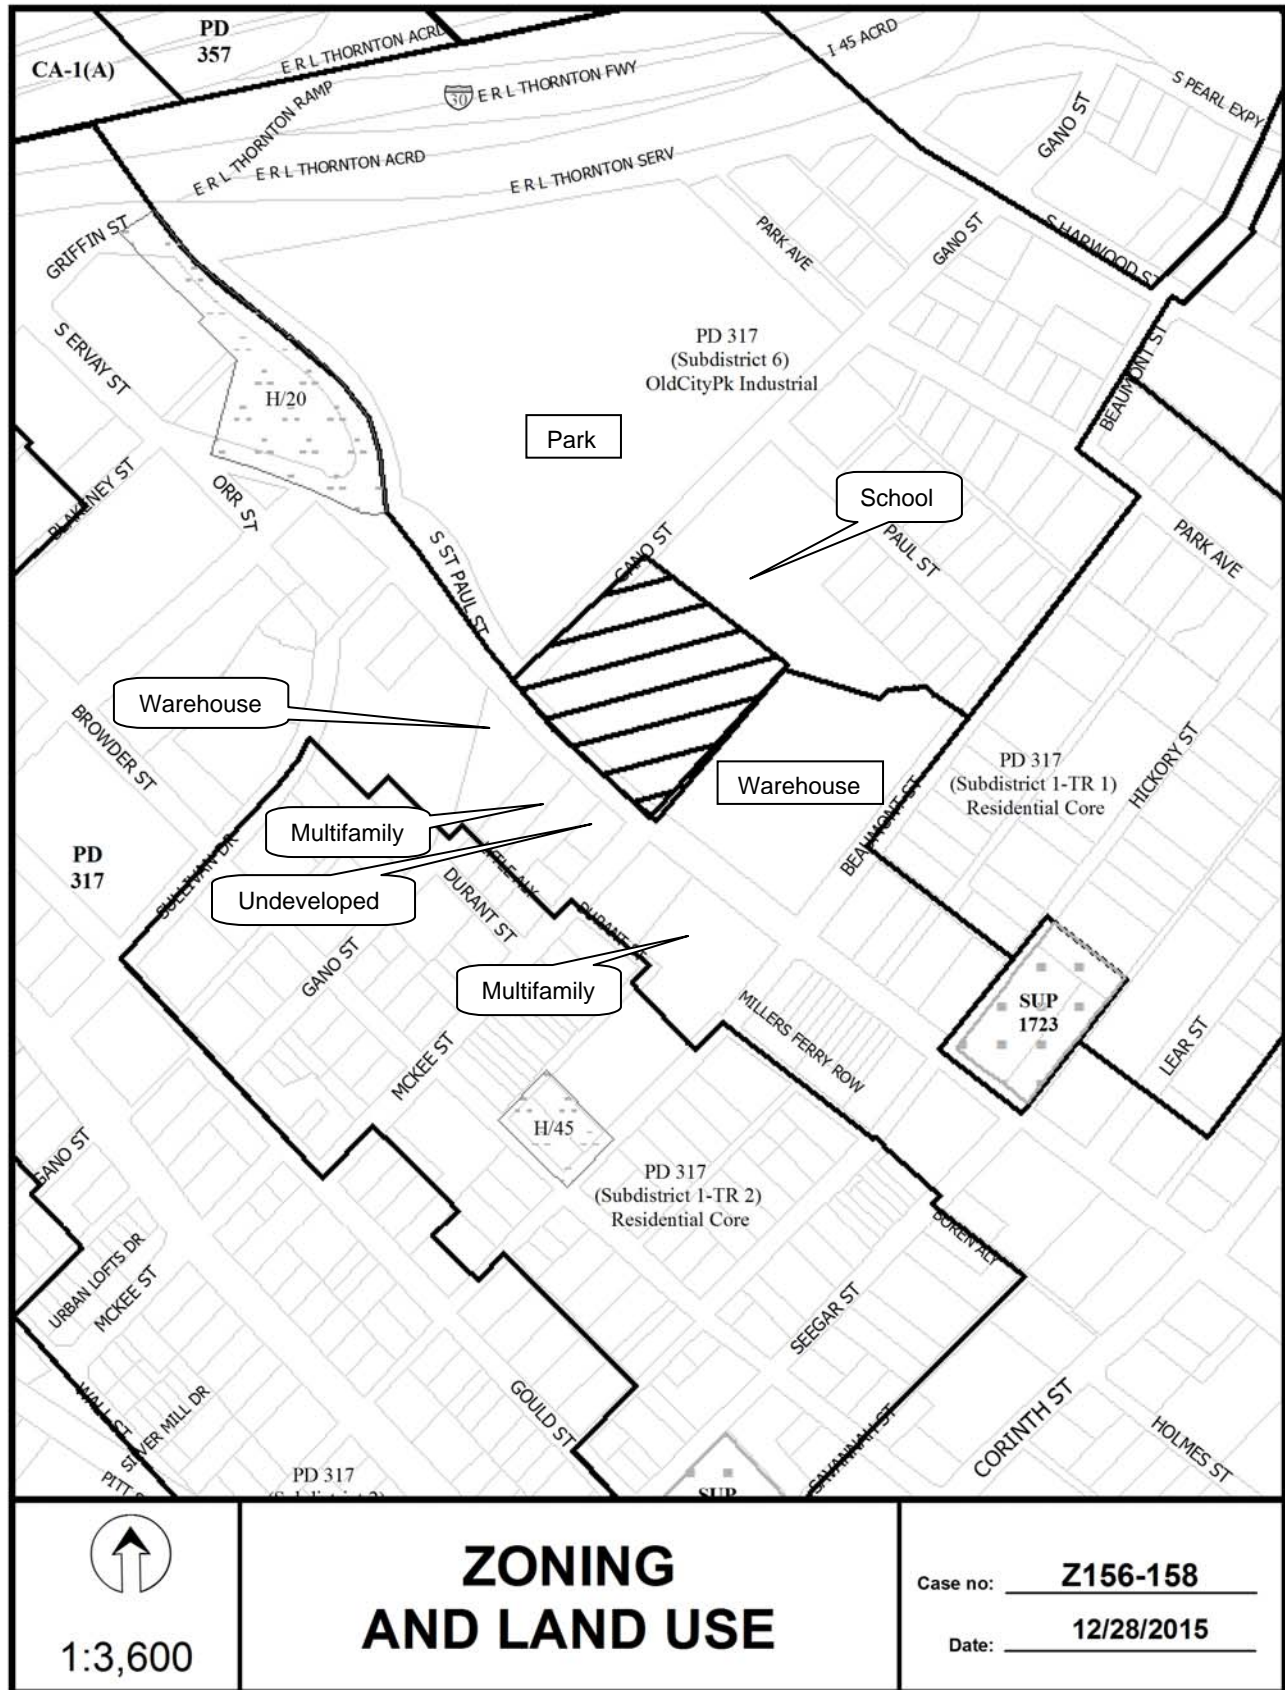 PD
357
CA-1(A)
E R L THORNTON ACRD
I 45 ACRD
30
E R L THORNTON FWY
S PEARL EXPY
GANO ST
E R L THORNTON RAMP
E R L THORNTON ACRD
E R L THORNTON SERV
GRIFFIN ST
PARK AVE
GANO ST
S HARWOOD ST
S ERVAY ST
PD 317
(Subdistrict 6)
OldCityPk Industrial
BEAUMONT ST
H/20
Park
BLAKENEY ST
ORR ST
School
S ST PAUL ST
GANO ST
PAUL ST
PARK AVE
Warehouse
BROWDER ST
PD 317
(Subdistrict 1-TR 1)
Residential Core
HICKORY ST
Warehouse
BEAUMONT ST
Multifamily
PD
317
SULLIVAN DR
Undeveloped
DURANT ST
GANO ST
Multifamily
MILLERS FERRY ROW
SUP
1723
LEAR ST
MCKEE ST
H/45
GANO ST
PD 317
(Subdistrict 1-TR 2)
Residential Core
BOREN ALY
URBAN LOFTS DR
MCKEE ST
SEEGAR ST
WALL ST
GOULD ST
SAVANNAH ST
CORINTH ST
HOLMES ST
PD 317
SUP
1:3,600
ZONING
AND LAND USE
Case no: Z156-158
Date: 12/28/2015